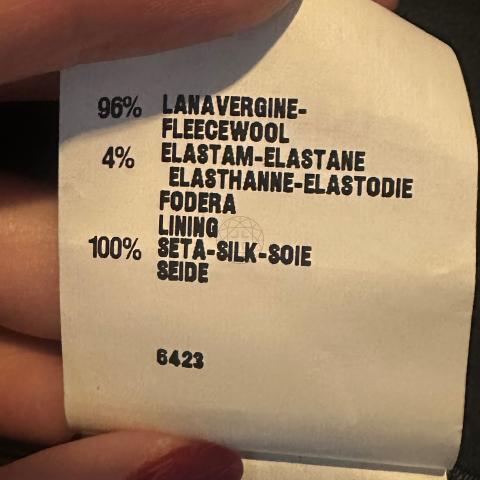 96% LANAVERGINE-
FLEECEWOOL
4% ELASTAM-ELASTANE
ELASTHANNE-ELASTODIE
FODERA
LINING
100% SETA-SILK-SOIE
SEIDE
6423